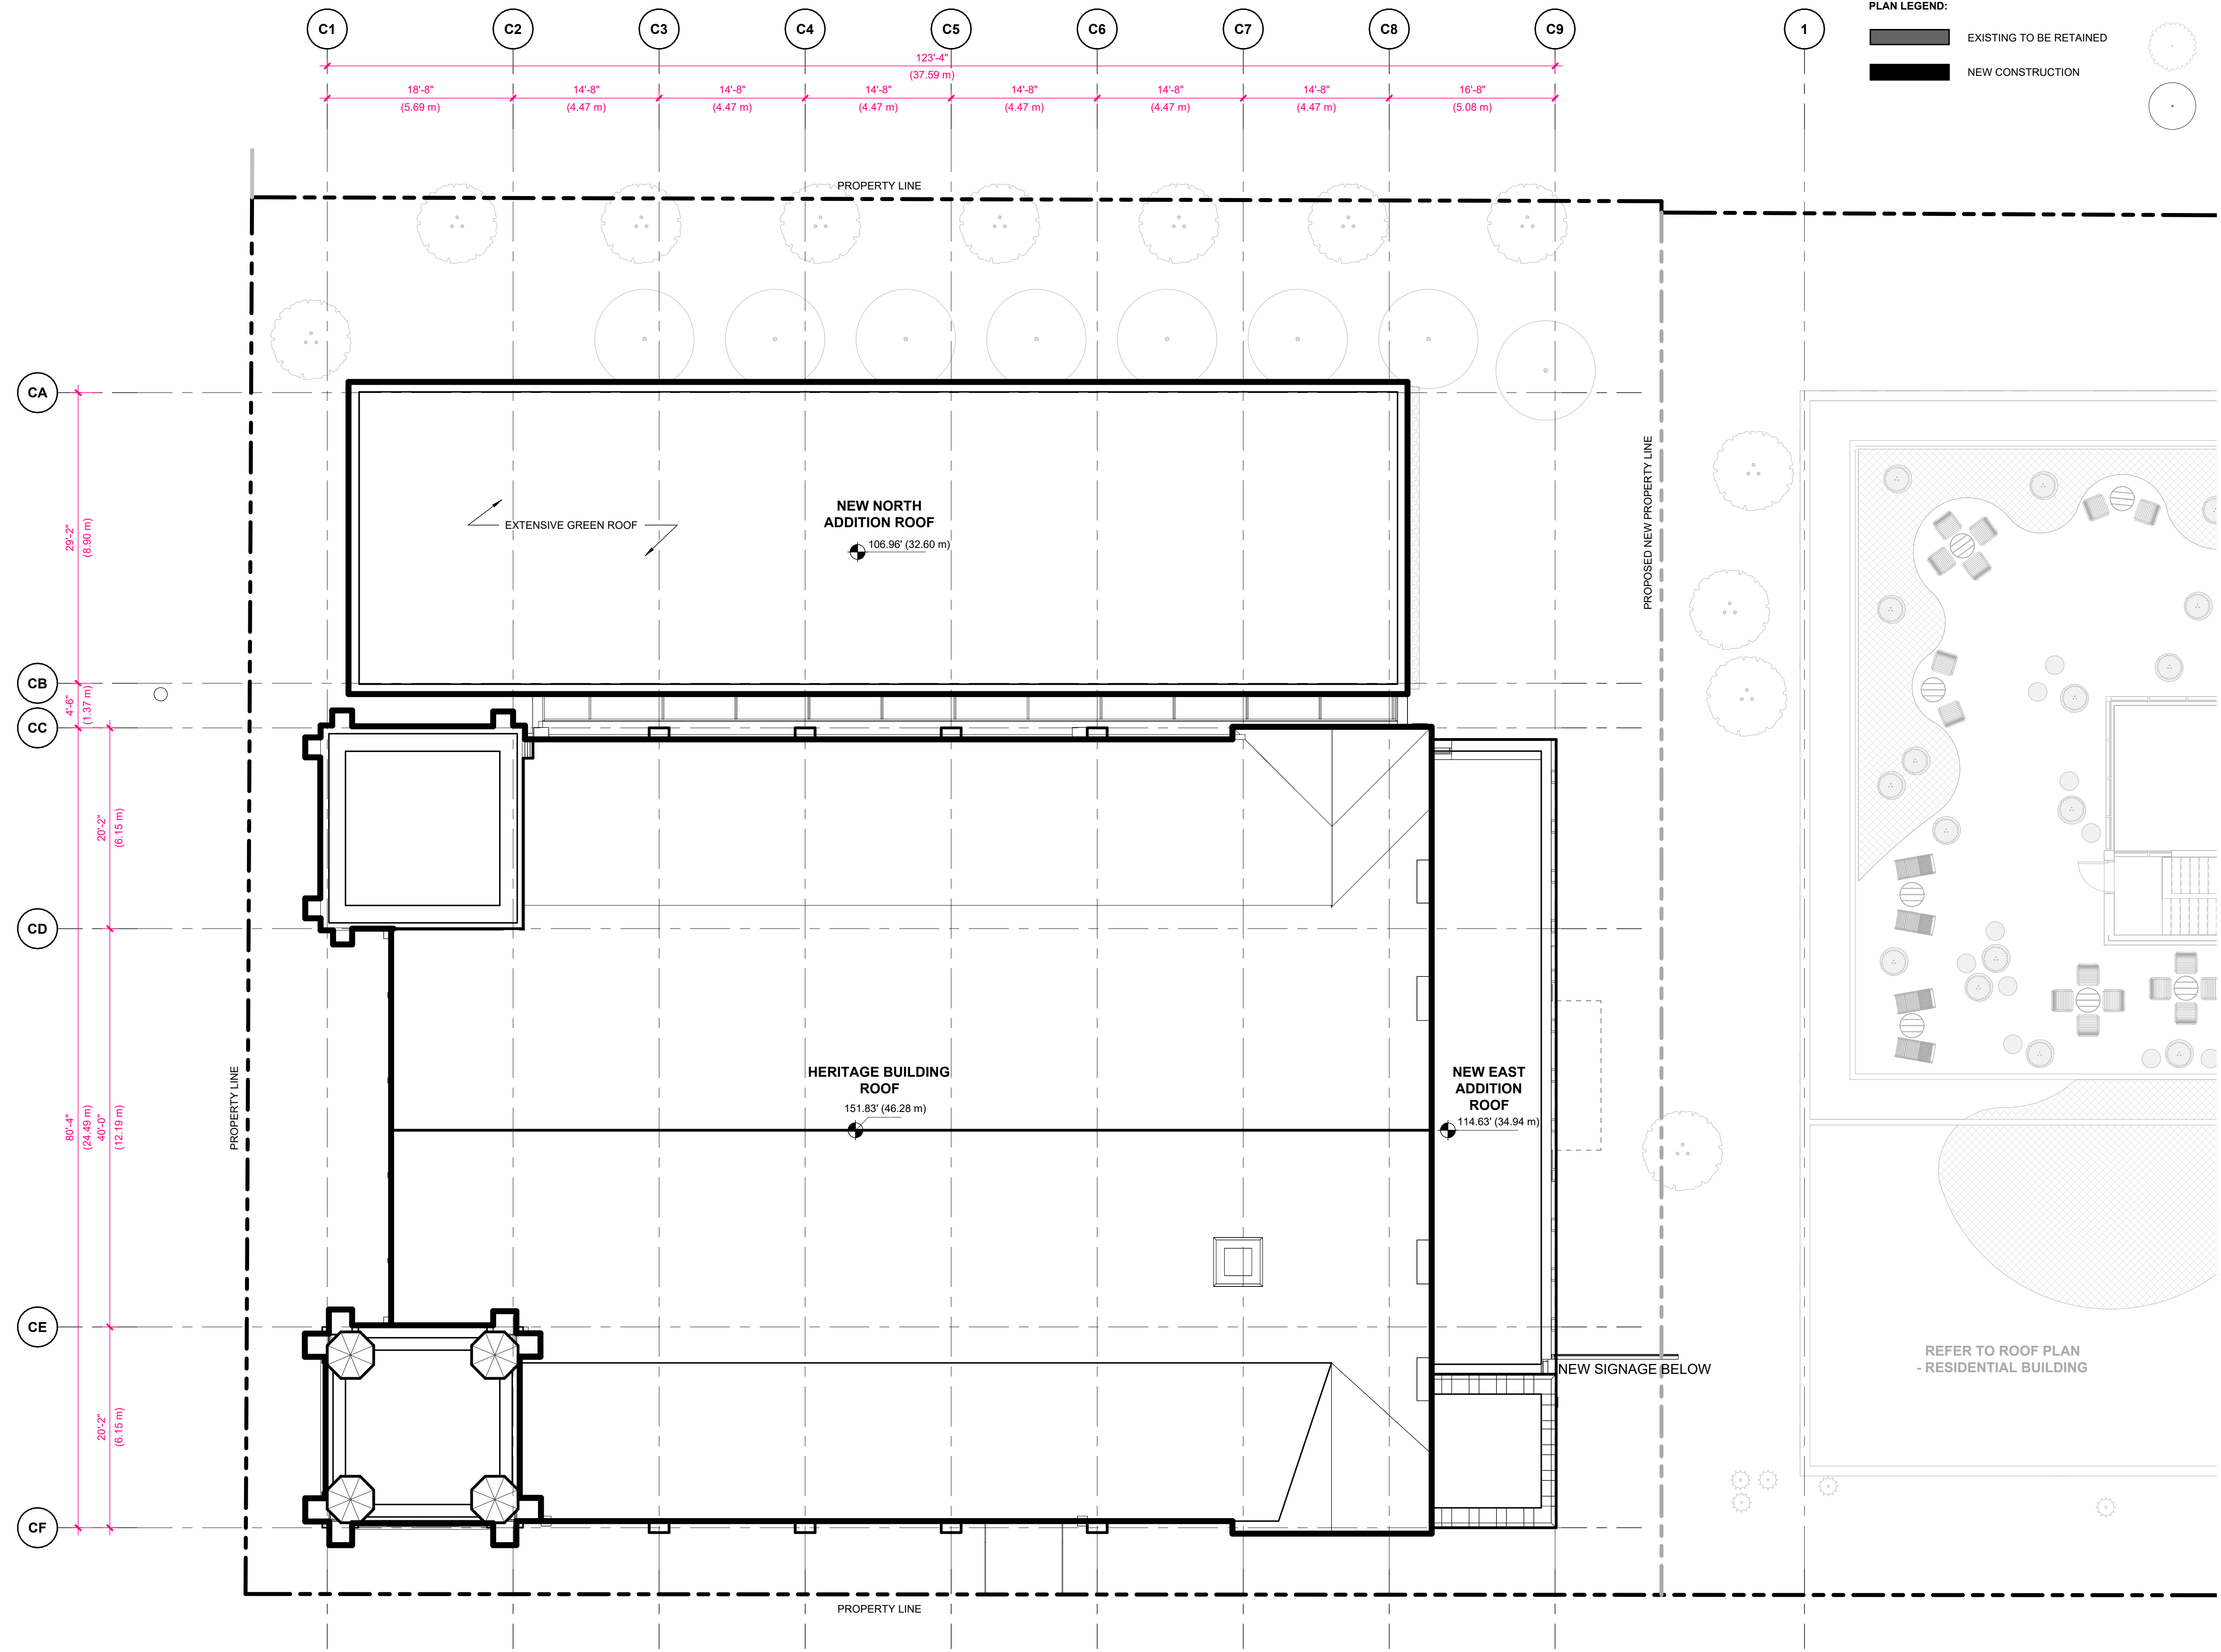 C1 C2 C3 C4 C5 C6 C7 C8 C9 1
PLAN LEGEND:
EXISTING TO BE RETAINED
NEW CONSTRUCTION
123'-4"
(37.59 m)
18'-8" 14'-8" 14'-8" 14'-8" 14'-8" 14'-8" 14'-8" 16'-8"
(5.69 m) (4.47 m) (4.47 m) (4.47 m) (4.47 m) (4.47 m) (4.47 m) (5.08 m)
PROPERTY LINE
CA
29'-2"
(8.90 m)
CB
4'-6"
(1.37 m)
CC
20'-2"
(6.15 m)
CD
80'-4"
(24.49 m)
40'-0"
(12.19 m)
CE
20'-2"
(6.15 m)
CF
NEW NORTH
ADDITION ROOF
106.96' (32.60 m)
EXTENSIVE GREEN ROOF
PROPOSED NEW PROPERTY LINE
PROPERTY LINE
HERITAGE BUILDING
ROOF
151.83' (46.28 m)
NEW EAST
ADDITION
ROOF
114.63' (34.94 m)
NEW SIGNAGE BELOW
REFER TO ROOF PLAN
- RESIDENTIAL BUILDING
PROPERTY LINE